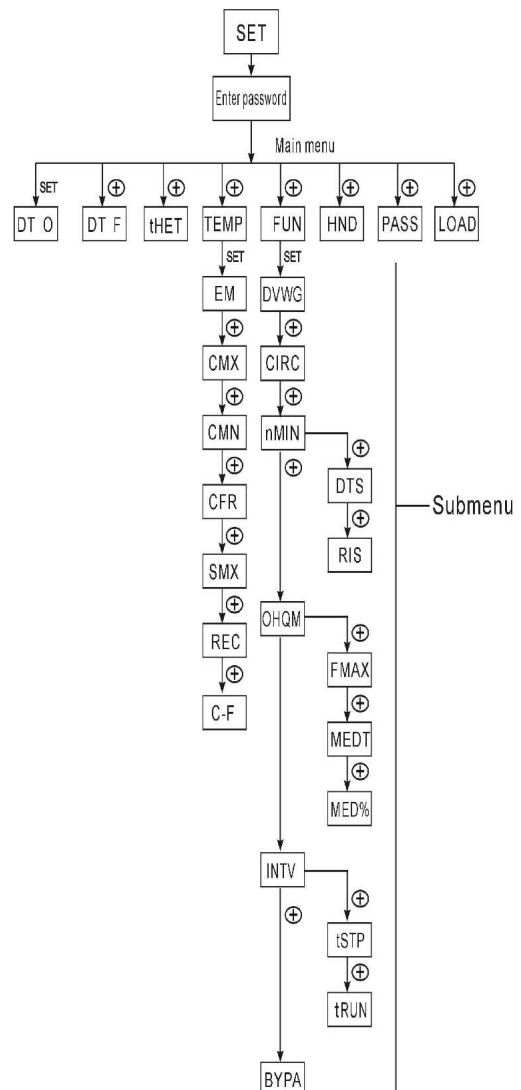 SET
Enter password
Main menu
SET ⊕ ⊕ ⊕ ⊕ ⊕ ⊕ ⊕
DT O DT F tHET TEMP FUN HND PASS LOAD
SET SET
EM DVWG
⊕ ⊕
CMX CIRC
⊕ ⊕
CMN nMIN ⊕
⊕ ⊕
CFR DTS
⊕ ⊕
SMX RIS
Submenu
⊕
REC OHQM ⊕
⊕
C-F FMAX
⊕
MEDT
⊕
MED%
INTV ⊕
⊕
tSTP
⊕
tRUN
BYPA